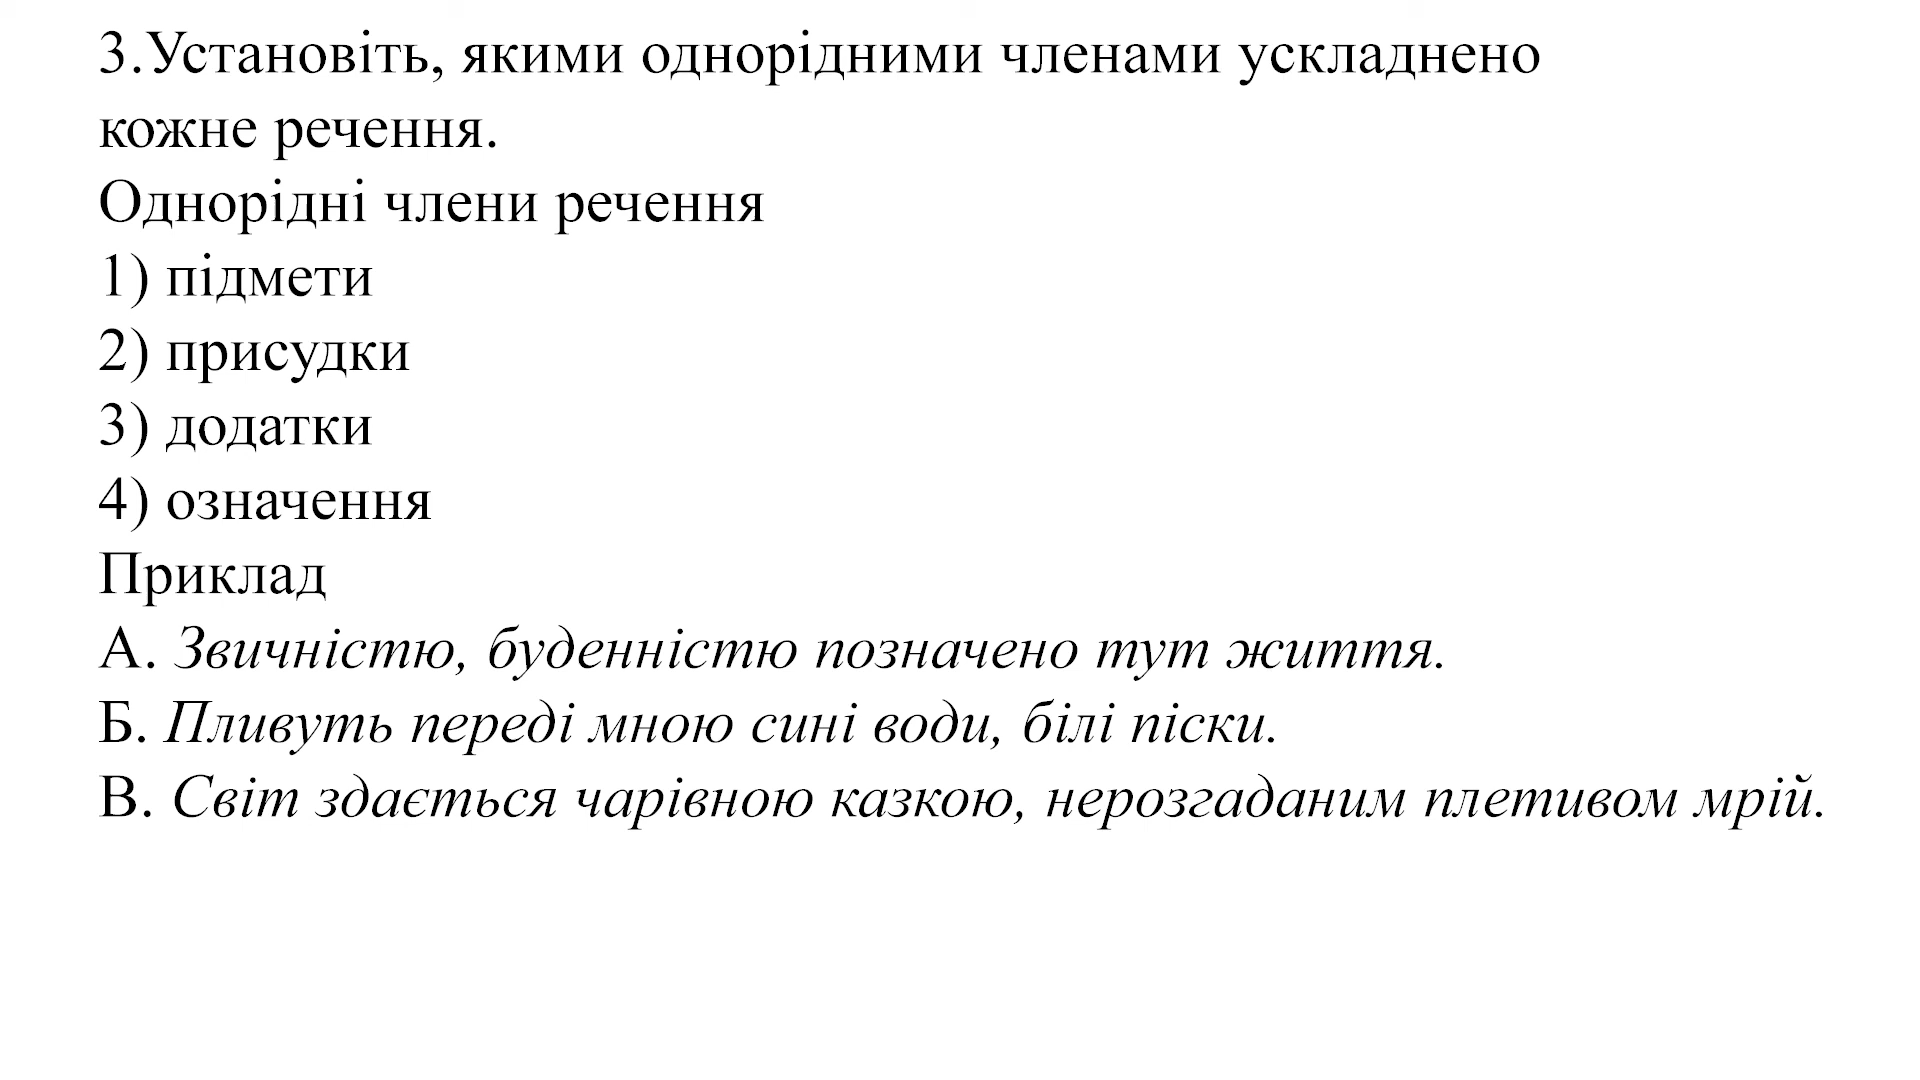 3.Установіть, якими однорідними членами ускладнено
кожне речення.
Однорідні члени речення
1) підмети
2) присудки
3) додатки
4) означення
Приклад
А. Звичністю, буденністю позначено тут життя.
Б. Пливуть переді мною сині води, білі піски.
В. Світ здається чарівною казкою, нерозгаданим плетивом мрій.